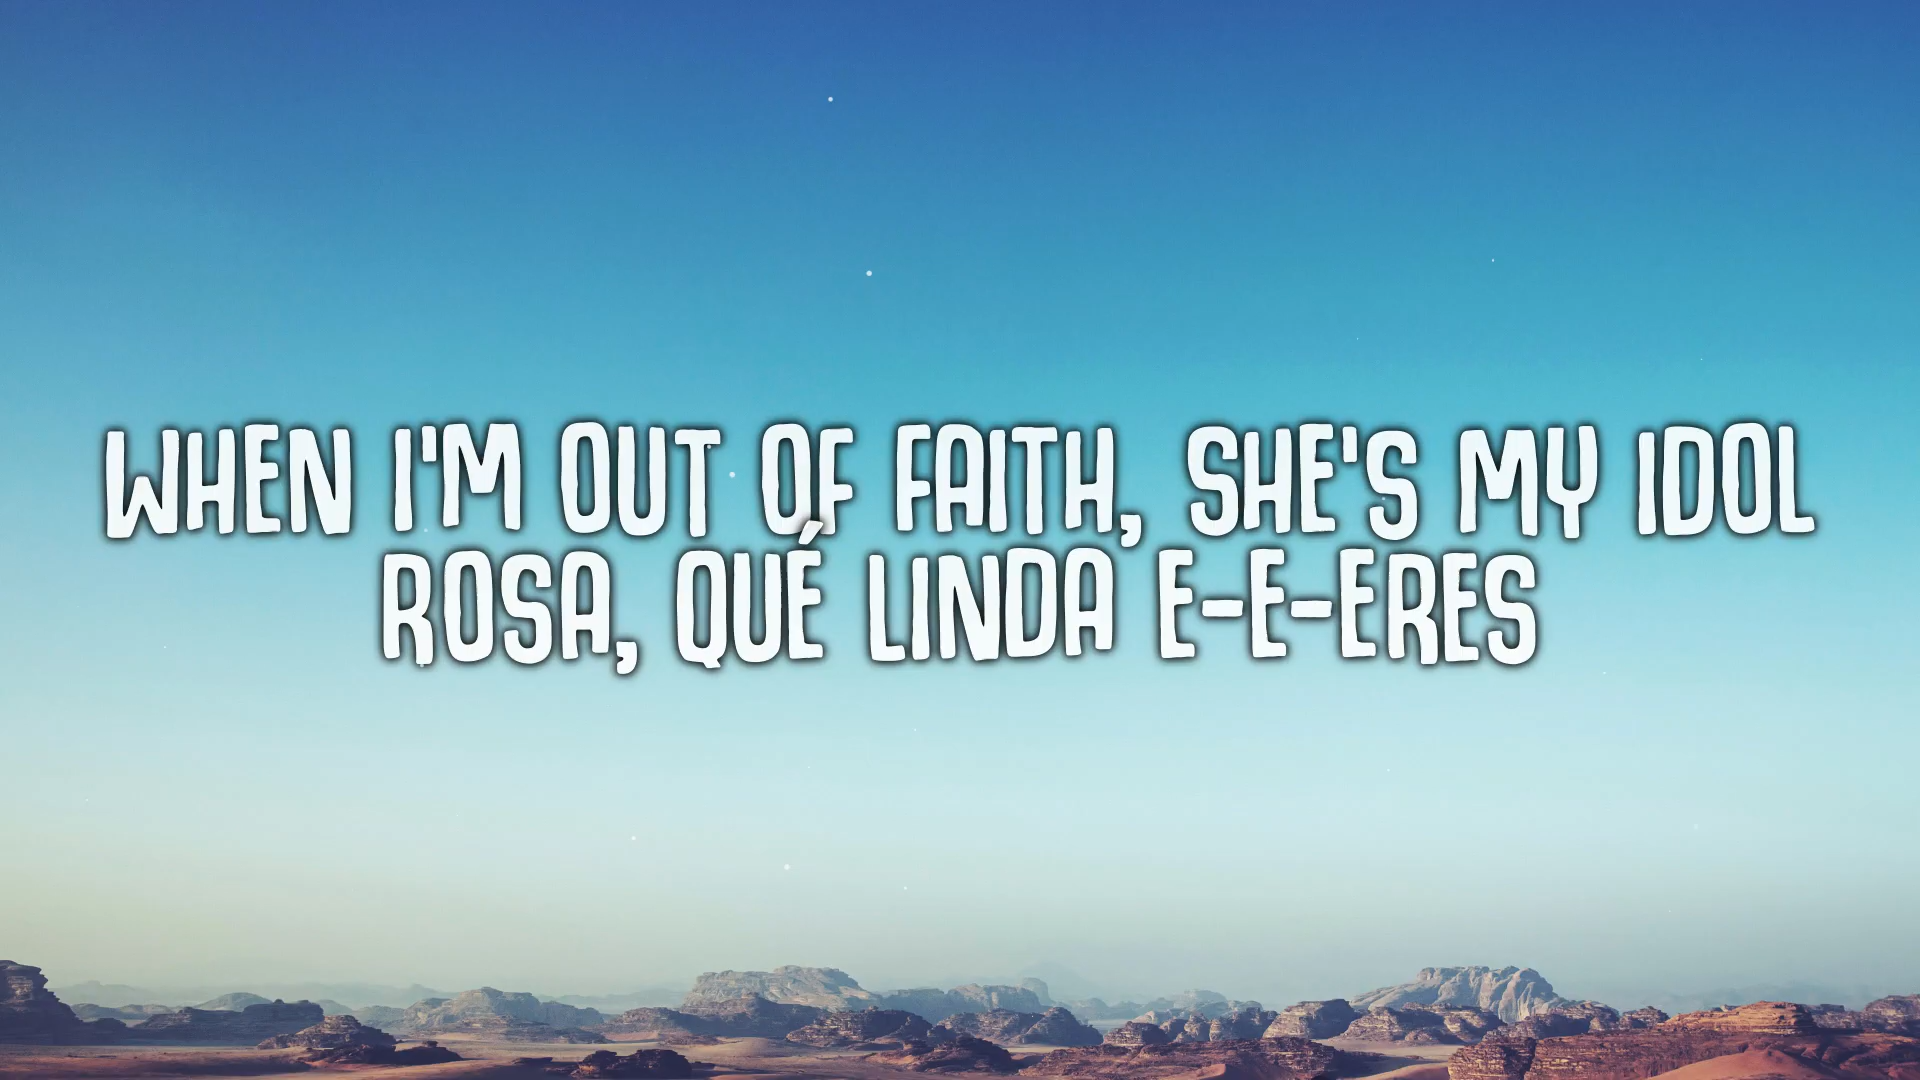 WHEN I'M OUT OF FAITH, SHE'S MY IDOL
ROSA, QUÉ LINDA E-E-ERES